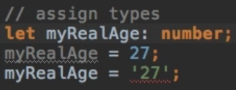 // assign types
let myRealAge: number;
myRealAge = 27;
myRealAge = '27';